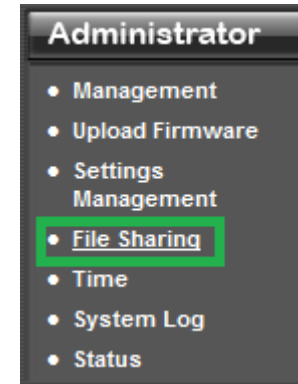 Administrator
Management
Upload Firmware
Settings
Management
File Sharing
Time
System Log
Status